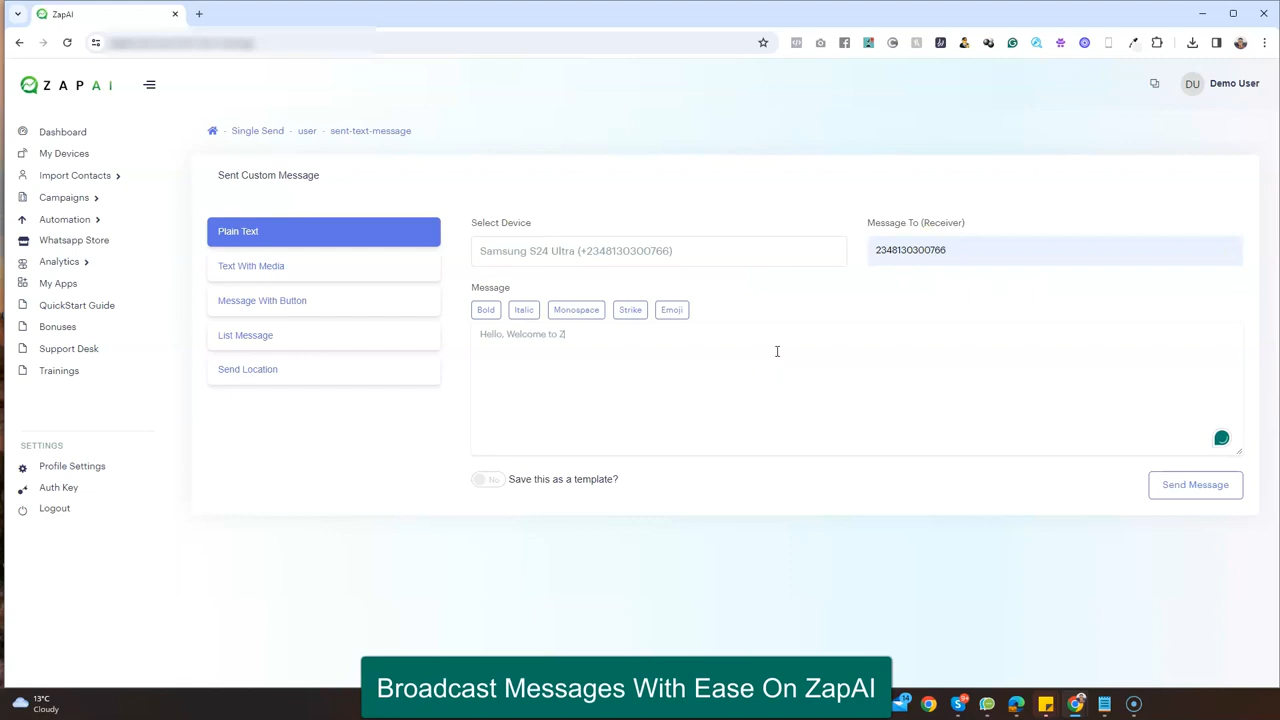 ZapAI
ZAPAI
DU
Demo User
Dashboard
My Devices
Import Contacts
Campaigns
Automation
Whatsapp Store
Analytics
My Apps
QuickStart Guide
Bonuses
Support Desk
Trainings
SETTINGS
Profile Settings
Auth Key
Logout
- Single Send - user - sent-text-message
Sent Custom Message
Plain Text
Text With Media
Message With Button
List Message
Send Location
Select Device
Samsung S24 Ultra (+2348130300766)
Message To (Receiver)
2348130300766
Message
Bold Italic Monospace Strike Emoji
Hello, Welcome to Z
No Save this as a template?
Send Message
Broadcast Messages With Ease On ZapAI
13°C
Cloudy
14